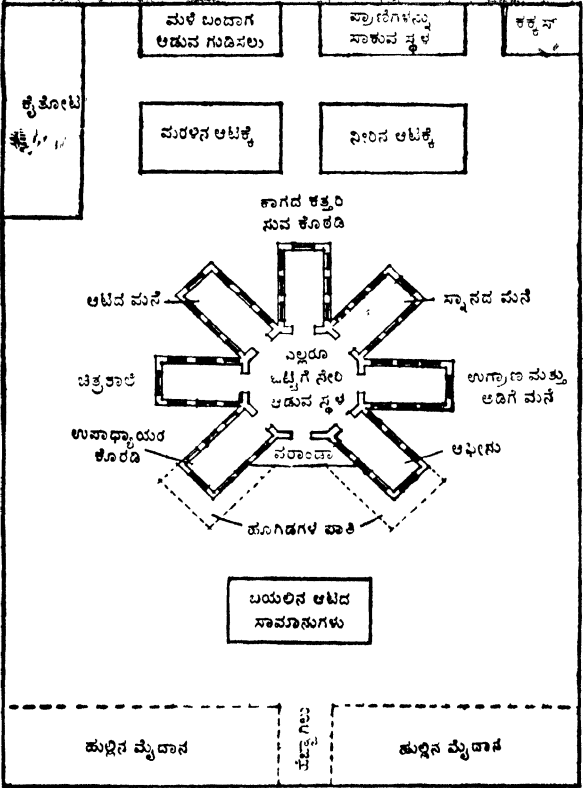 ಮಳೆ ಬಂದಾಗ
ಆಡುವ ಗುಡಿಸಲು
ಪ್ರಾಣಿಗಳನ್ನು
ಸಾಕುವ ಸ್ಥಳ
ಕಕ್ಕಸ್
ಕೈತೋಟ
ಮರಳಿನ ಆಟಕ್ಕೆ
ನೀರಿನ ಆಟಕ್ಕೆ
ಕಾಗದ ಕತ್ತರಿ
ಸುವ ಕೊಠಡಿ
ಆಟದ ಮನೆ
ಸ್ನಾನದ ಮನೆ
ಎಲ್ಲರೂ
ಒಟ್ಟಗೆ ಸೇರಿ
ಆಡುವ ಸ್ಥಳ
ಚಿತ್ರಶಾಲೆ
ಉಗ್ರಾಣ ಮತ್ತು
ಅಡಿಗೆ ಮನೆ
ಉಪಾಧ್ಯಾಯರ
ಕೊಠಡಿ
ವರಾಂಡಾ
ಆಫೀಸು
ಹೂಗಿಡಗಳ ಪಾತಿ
ಬಯಲಿನ ಆಟದ
ಸಾಮಾನುಗಳು
ಹುಲ್ಲಿನ ಮೈದಾನ
ಹೆಬ್ಬಾಗಿಲು
ಹುಲ್ಲಿನ ಮೈದಾನ